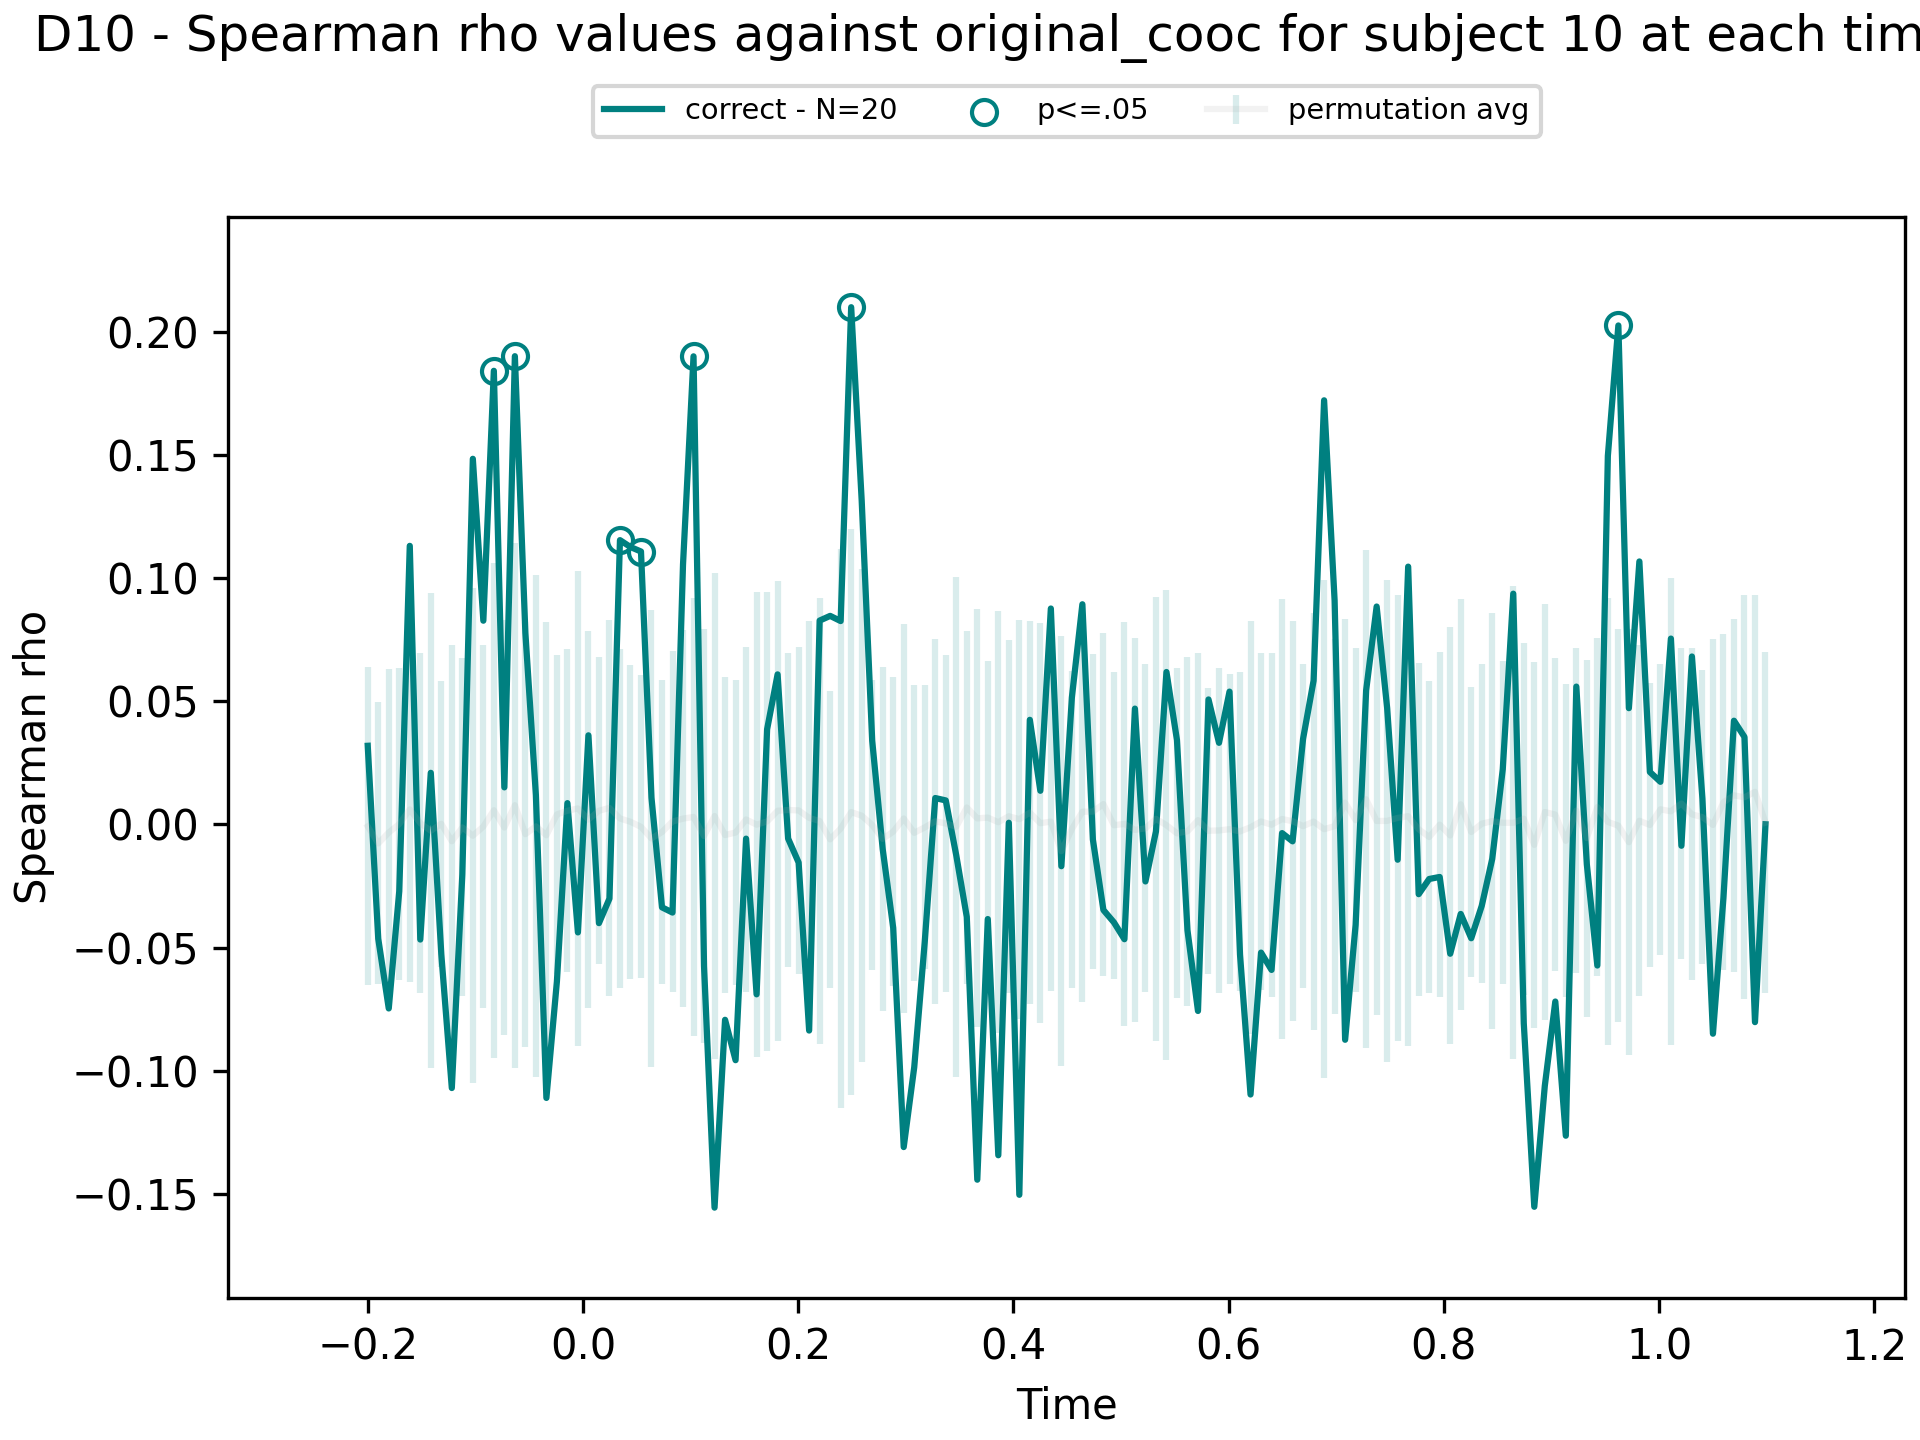 D10 - Spearman rho values against original_cooc for subject 10 at each tim
correct - N=20
p<=.05
permutation avg
Spearman rho
0.20
0.15
0.10
0.05
0.00
−0.05
−0.10
−0.15
−0.2
0.0
0.2
0.4
0.6
0.8
1.0
1.2
Time